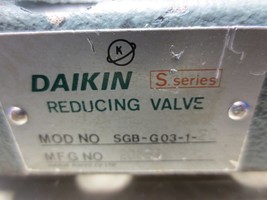 K
DAIKIN S.series
REDUCING VALVE
MOD NO SGB-G03-1-
MFG NO